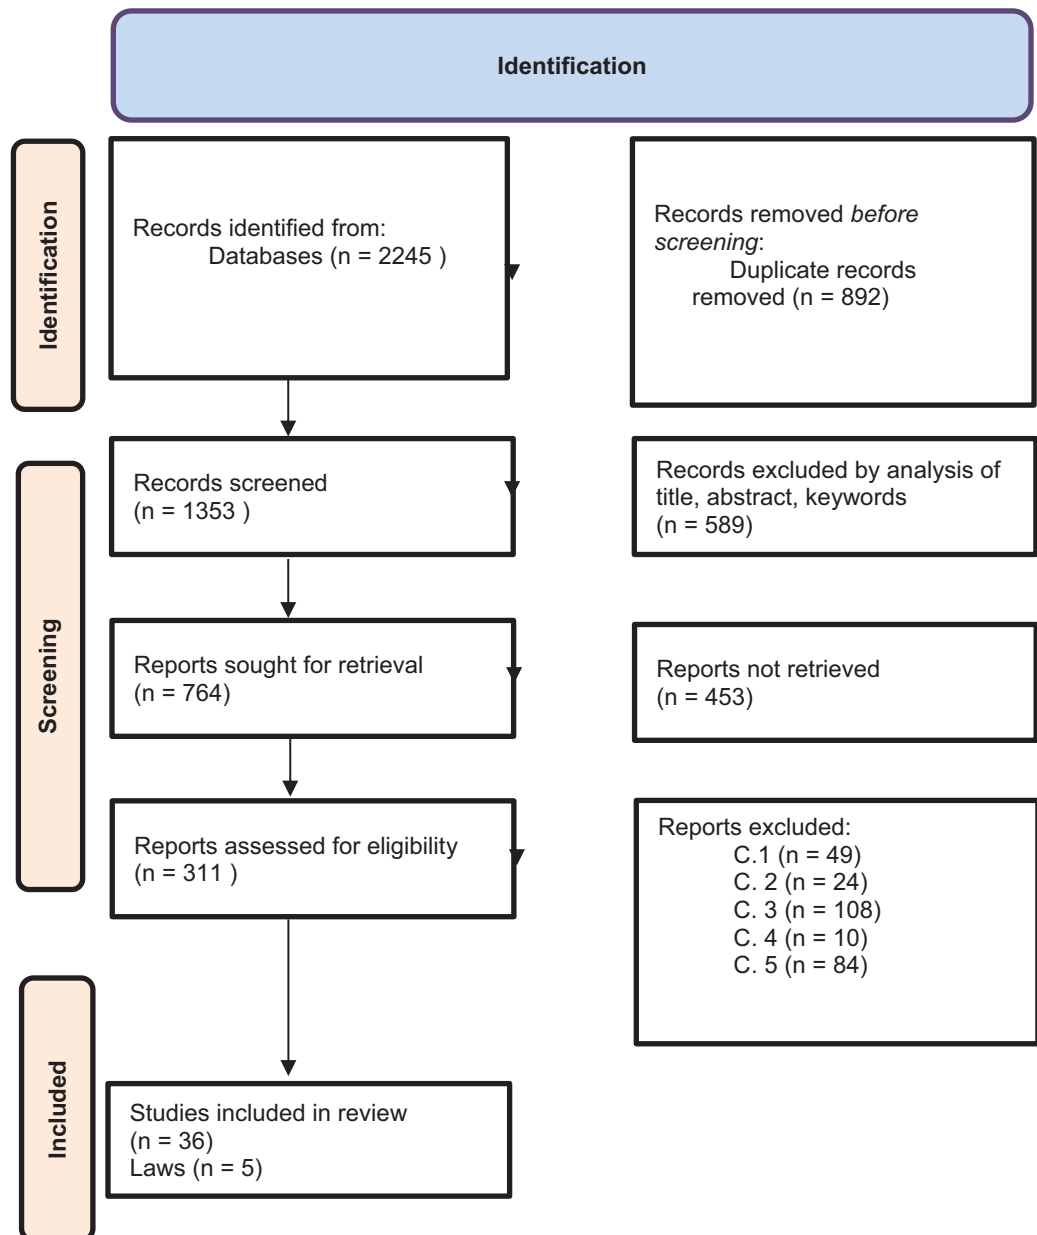 Identification
Identification
Records identified from:
Databases (n = 2245 )
Records removed before
screening:
Duplicate records
removed (n = 892)
Screening
Records screened
(n = 1353 )
Records excluded by analysis of
title, abstract, keywords
(n = 589)
Reports sought for retrieval
(n = 764)
Reports not retrieved
(n = 453)
Reports assessed for eligibility
(n = 311 )
Reports excluded:
C.1 (n = 49)
C. 2 (n = 24)
C. 3 (n = 108)
C. 4 (n = 10)
C. 5 (n = 84)
Included
Studies included in review
(n = 36)
Laws (n = 5)